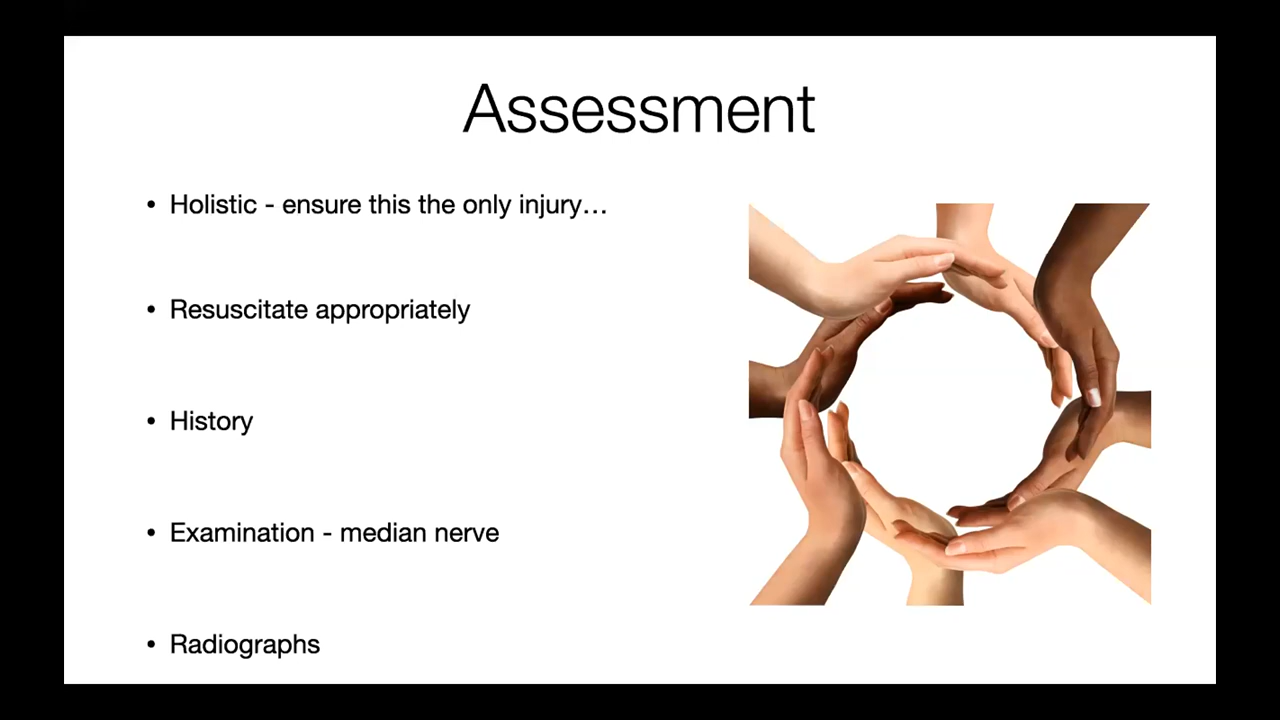 Assessment
• Holistic - ensure this the only injury…
• Resuscitate appropriately
• History
• Examination - median nerve
• Radiographs